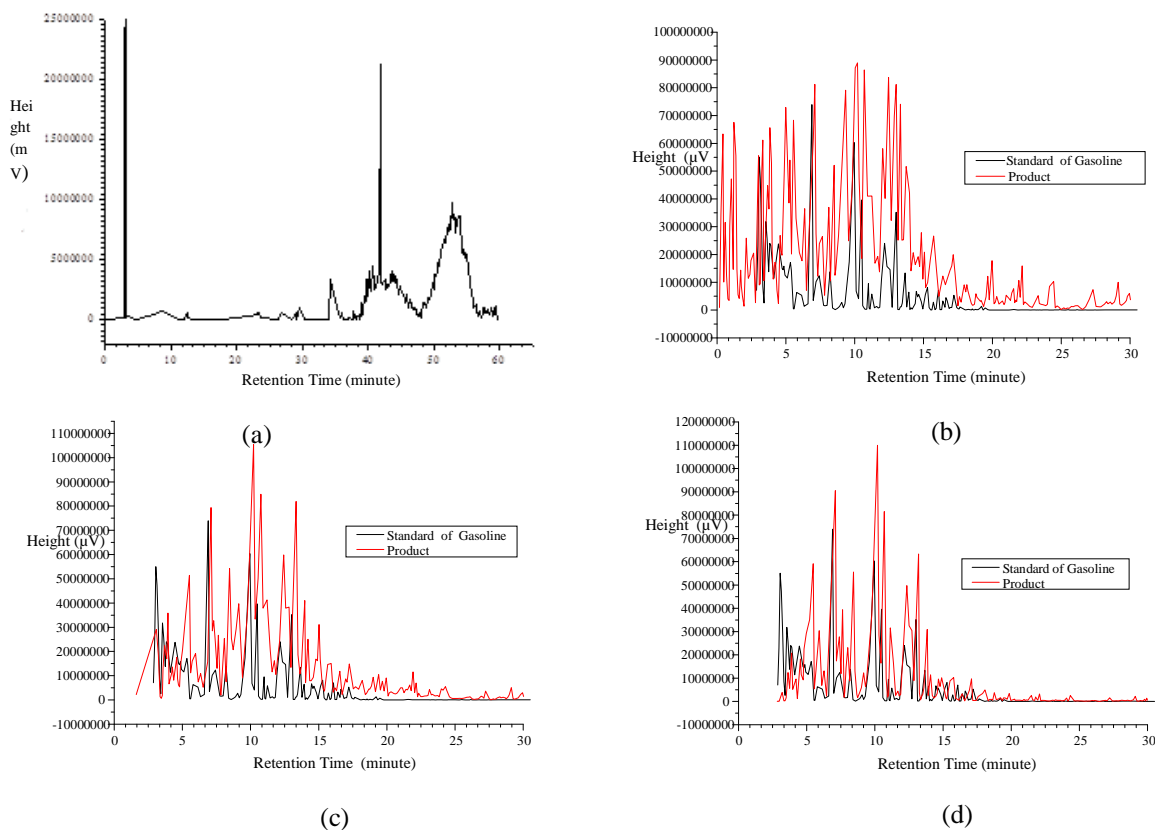 25000000
20000000
15000000
10000000
5000000
0
Hei
ght
(m
V)
0 10 20 30 40 50 60
Retention Time (minute)
(a)
100000000
90000000
80000000
70000000
60000000
50000000
40000000
30000000
20000000
10000000
0
-10000000
Height (µV)
Standard of Gasoline
Product
0 5 10 15 20 25 30
Retention Time (minute)
(b)
110000000
100000000
90000000
80000000
70000000
60000000
50000000
40000000
30000000
20000000
10000000
0
-10000000
Height (µV)
Standard of Gasoline
Product
0 5 10 15 20 25 30
Retention Time (minute)
(c)
120000000
110000000
100000000
90000000
80000000
70000000
60000000
50000000
40000000
30000000
20000000
10000000
0
-10000000
Height (µV)
Standard of Gasoline
Product
0 5 10 15 20 25 30
Retention Time (minute)
(d)